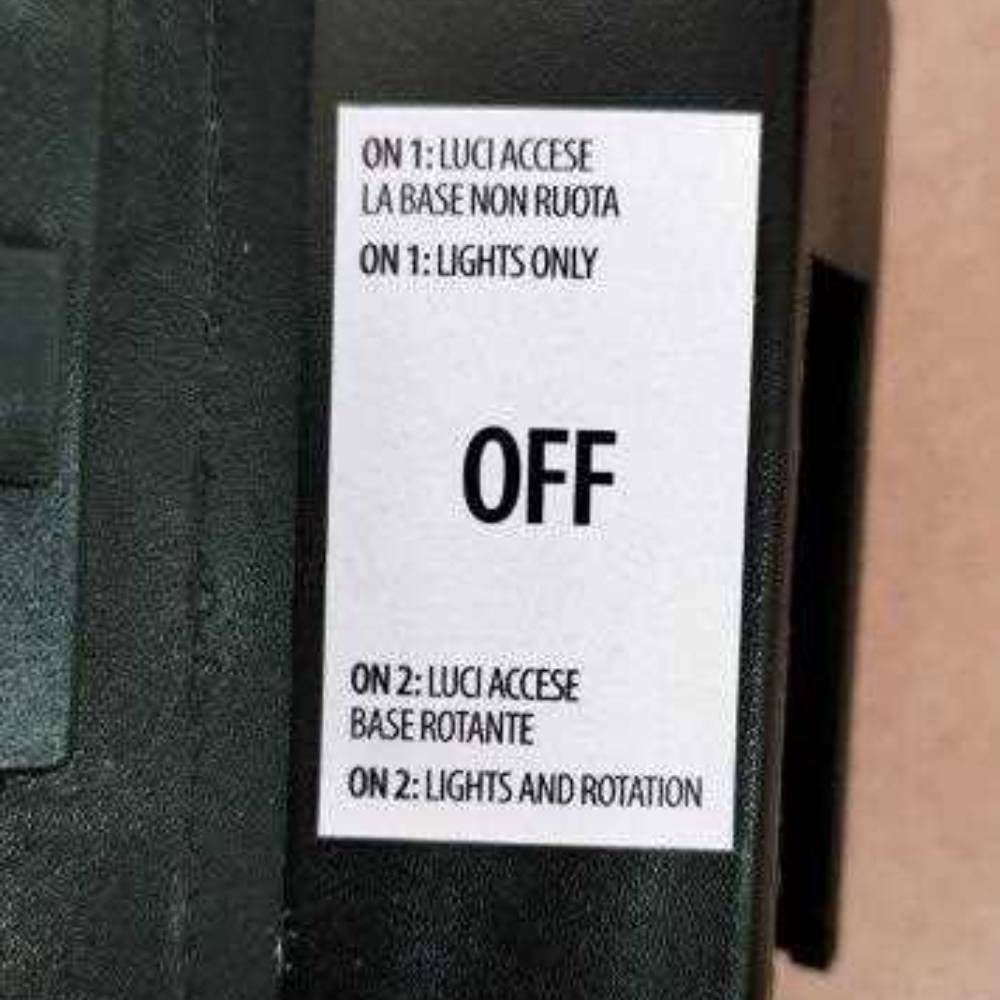 ON 1: LUCI ACCESE
LA BASE NON RUOTA
ON 1: LIGHTS ONLY
OFF
ON 2: LUCI ACCESE
BASE ROTANTE
ON 2: LIGHTS AND ROTATION